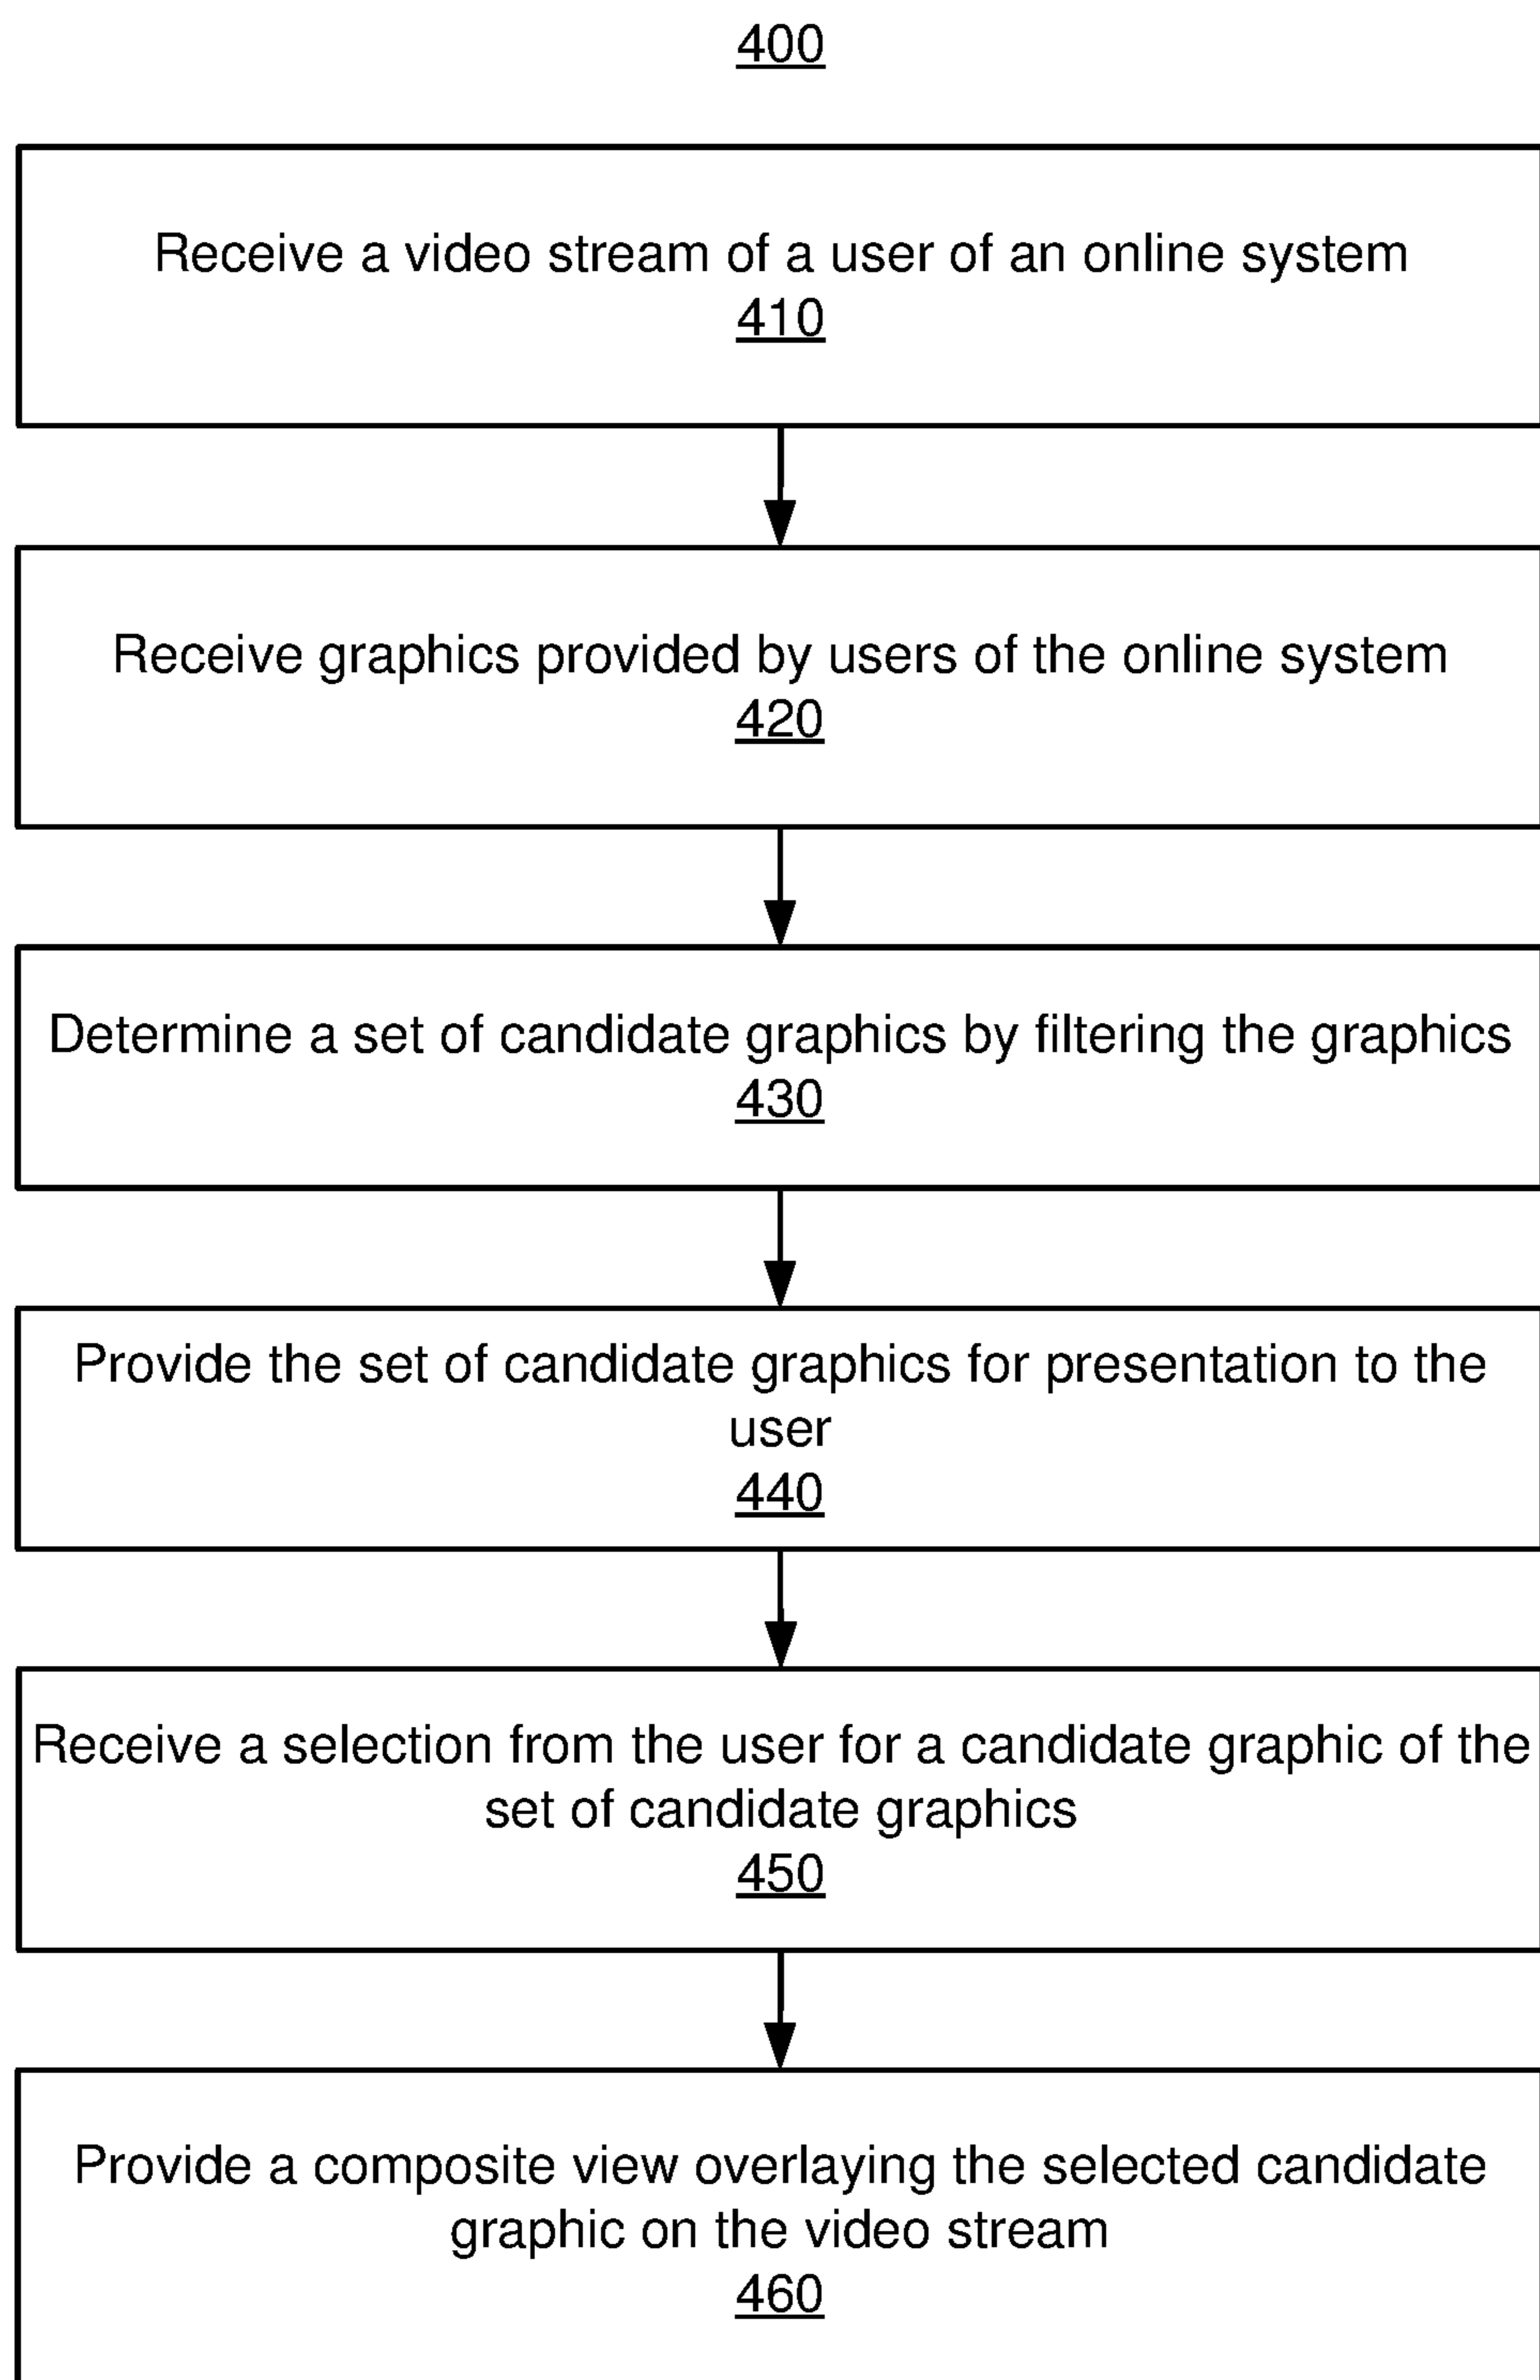 400
Receive a video stream of a user of an online system
410
Receive graphics provided by users of the online system
420
Determine a set of candidate graphics by filtering the graphics
430
Provide the set of candidate graphics for presentation to the
user
440
Receive a selection from the user for a candidate graphic of the
set of candidate graphics
450
Provide a composite view overlaying the selected candidate
graphic on the video stream
460